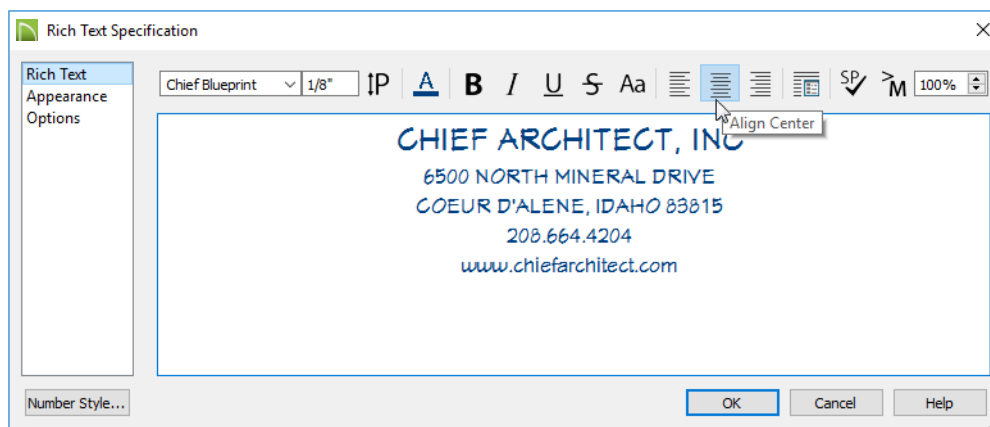 Rich Text Specification
Rich Text
Appearance
Options
Chief Blueprint 1/8" P A B I U S Aa SP >M 100%
Align Center
CHIEF ARCHITECT, INC
6500 NORTH MINERAL DRIVE
COEUR D'ALENE, IDAHO 83815
208.664.4204
www.chiefarchitect.com
Number Style...
OK Cancel Help